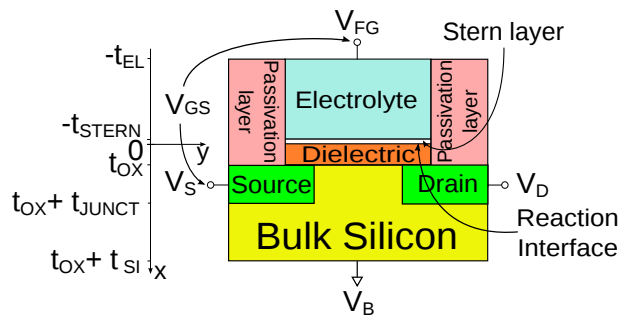 V_FG
Stern layer
-t_EL
Passivation
layer
Electrolyte
Passivation
layer
V_GS
-t_STERN
0
y
t_OX
Dielectric
V_S
Source
Drain
V_D
t_OX + t_JUNCT
Reaction
Interface
Bulk Silicon
t_OX + t_SI
x
V_B